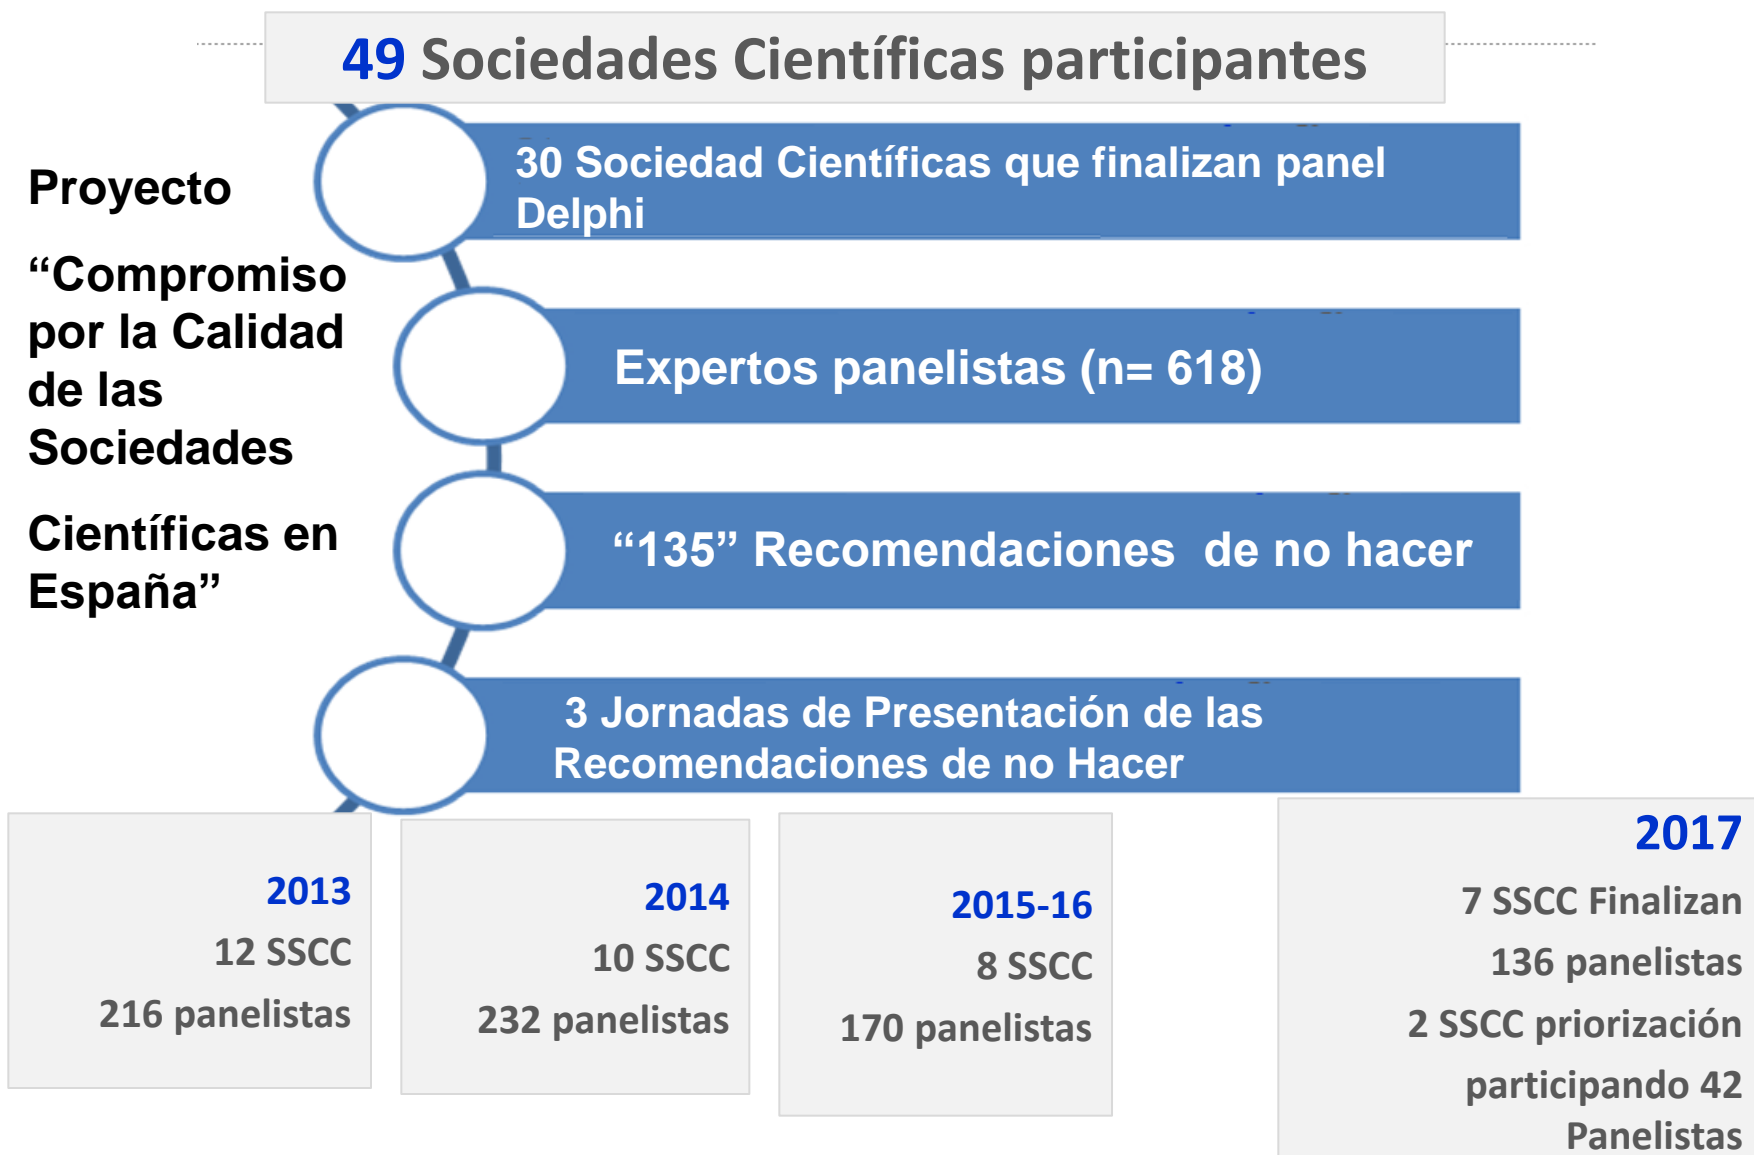 49 Sociedades Científicas participantes
Proyecto
“Compromiso
por la Calidad
de las
Sociedades
Científicas en
España”
30 Sociedad Científicas que finalizan panel
Delphi
Expertos panelistas (n= 618)
“135” Recomendaciones  de no hacer
3 Jornadas de Presentación de las
Recomendaciones de no Hacer
2013
12 SSCC
216 panelistas
2014
10 SSCC
232 panelistas
2015-16
8 SSCC
170 panelistas
2017
7 SSCC Finalizan
136 panelistas
2 SSCC priorización
participando 42
Panelistas